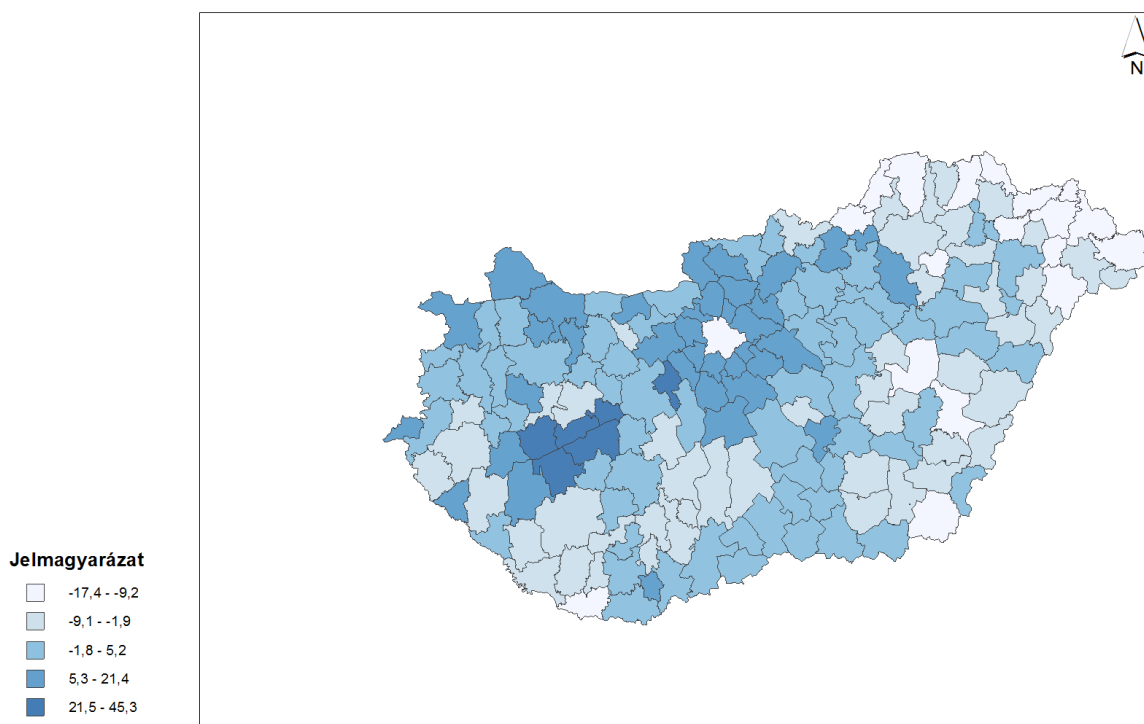 N
Jelmagyarázat
-17,4 - -9,2
-9,1 - -1,9
-1,8 - 5,2
5,3 - 21,4
21,5 - 45,3